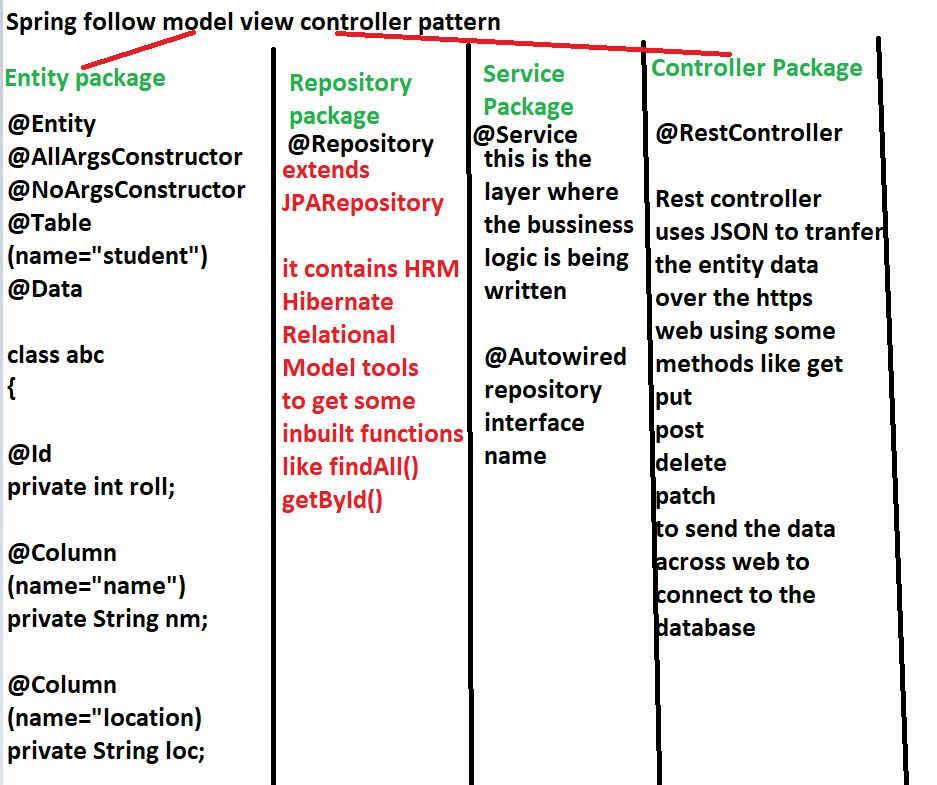 Spring follow model view controller pattern
Entity package
@Entity
@AllArgsConstructor
@NoArgsConstructor
@Table
(name="student")
@Data
class abc
{
@Id
private int roll;
@Column
(name="name")
private String nm;
@Column
(name="location)
private String loc;
Repository
package
@Repository
extends
JPARepository
it contains HRM
Hibernate
Relational
Model tools
to get some
inbuilt functions
like findAll()
getById()
Service
Package
@Service
this is the
layer where
the bussiness
logic is being
written
@Autowired
repository
interface
name
Controller Package
@RestController
Rest controller
uses JSON to tranfer
the entity data
over the https
web using some
methods like get
put
post
delete
patch
to send the data
across web to
connect to the
database